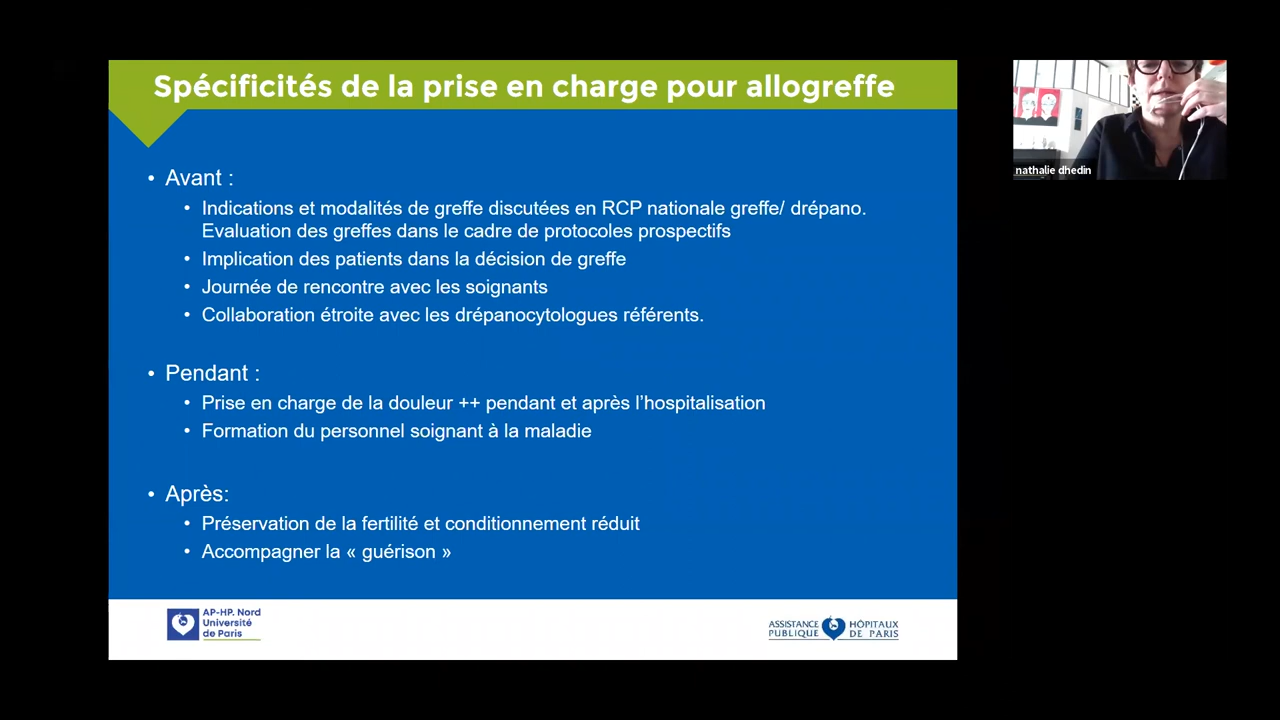 Spécificités de la prise en charge pour allogreffe
• Avant :
• Indications et modalités de greffe discutées en RCP nationale greffe/ drépano.
Evaluation des greffes dans le cadre de protocoles prospectifs
• Implication des patients dans la décision de greffe
• Journée de rencontre avec les soignants
• Collaboration étroite avec les drépanocytologues référents.
• Pendant :
• Prise en charge de la douleur ++ pendant et après l’hospitalisation
• Formation du personnel soignant à la maladie
• Après:
• Préservation de la fertilité et conditionnement réduit
• Accompagner la « guérison »
AP-HP. Nord
Université
de Paris
ASSISTANCE HÔPITAUX
PUBLIQUE DE PARIS
nathalie dhedin